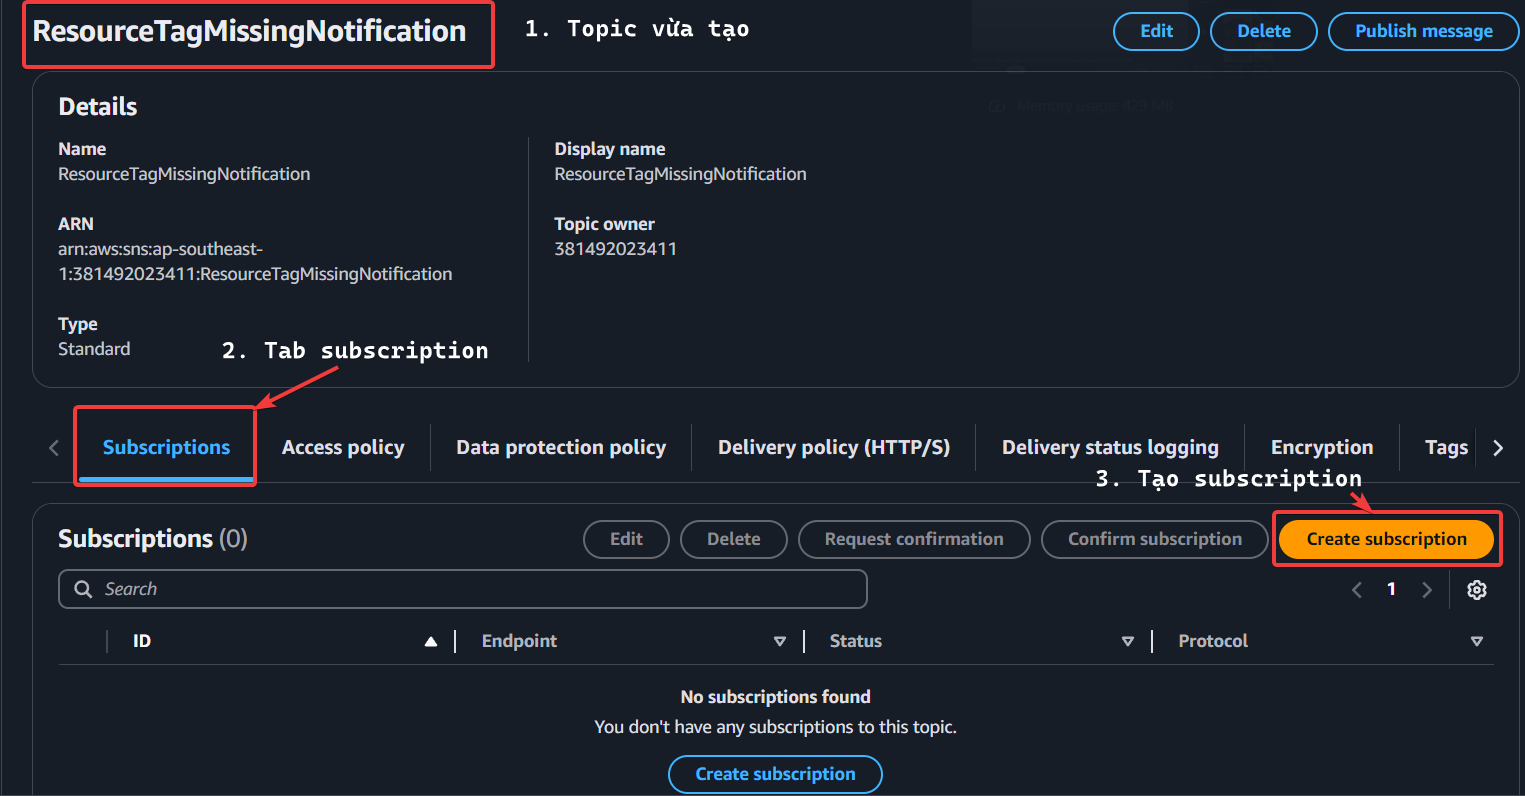 ResourceTagMissingNotification
1. Topic vừa tạo
Edit
Delete
Publish message
Details
Name
ResourceTagMissingNotification
Display name
ResourceTagMissingNotification
ARN
arn:aws:sns:ap-southeast-
1:381492023411:ResourceTagMissingNotification
Topic owner
381492023411
Type
Standard
2. Tab subscription
Subscriptions
Access policy
Data protection policy
Delivery policy (HTTP/S)
Delivery status logging
Encryption
Tags
3. Tạo subscription
Subscriptions (0)
Edit
Delete
Request confirmation
Confirm subscription
Create subscription
Search
1
ID
Endpoint
Status
Protocol
No subscriptions found
You don't have any subscriptions to this topic.
Create subscription